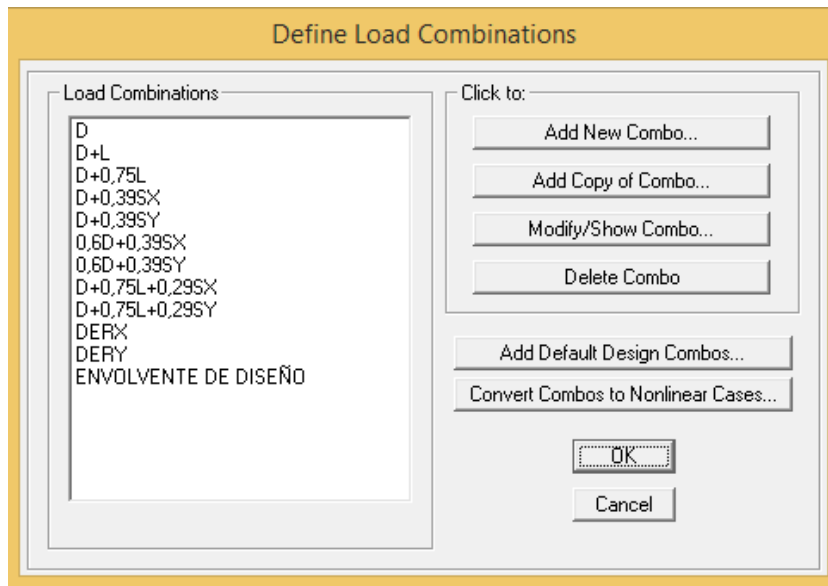 Define Load Combinations
Load Combinations
D
D+L
D+0,75L
D+0,39SX
D+0,39SY
0,6D+0,39SX
0,6D+0,39SY
D+0,75L+0,29SX
D+0,75L+0,29SY
DERX
DERY
ENVOLVENTE DE DISEÑO
Click to:
Add New Combo...
Add Copy of Combo...
Modify/Show Combo...
Delete Combo
Add Default Design Combos...
Convert Combos to Nonlinear Cases...
OK
Cancel